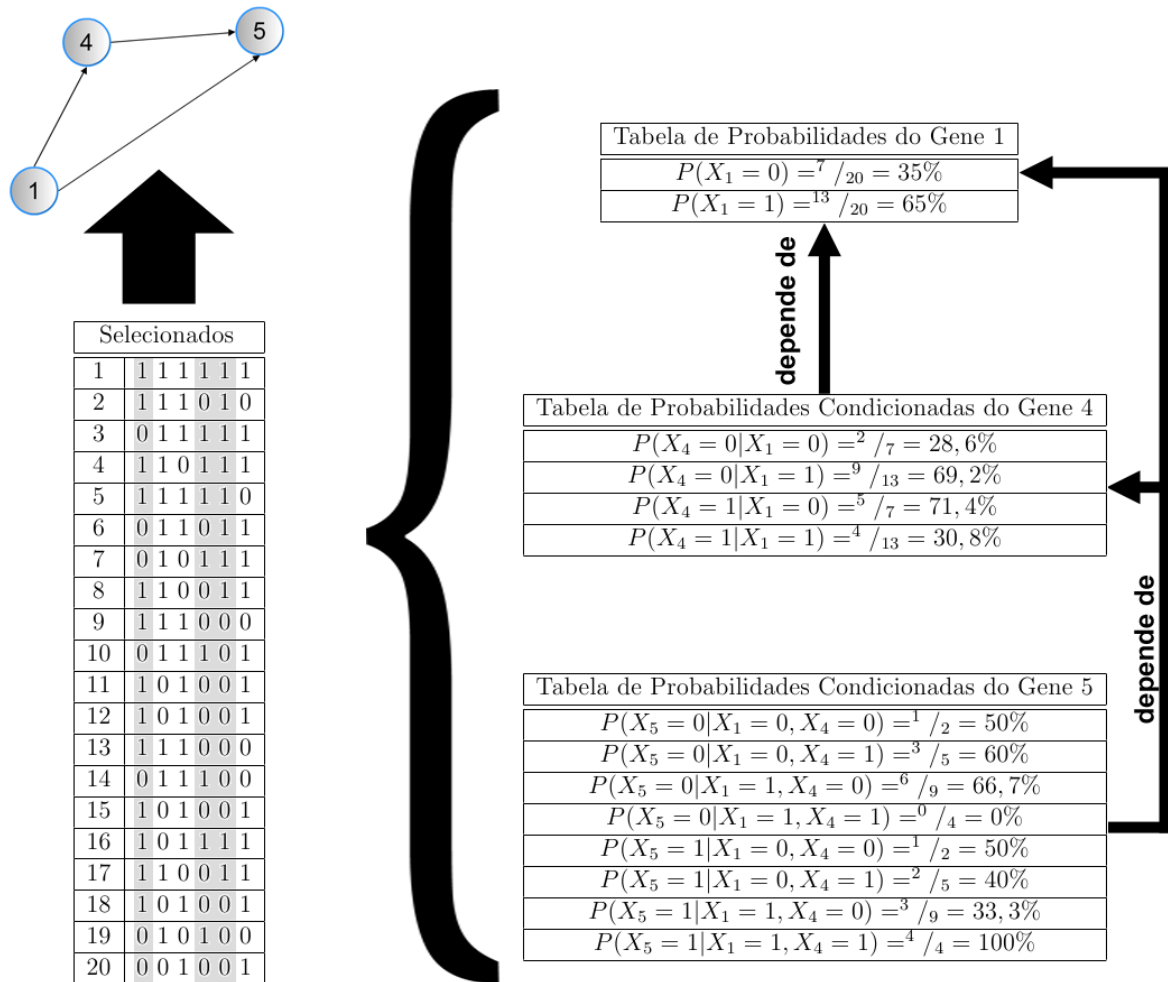 4
5
1
Selecionados
1 1 1 1 1 1 1
2 1 1 1 0 1 0
3 0 1 1 1 1 1
4 1 1 0 1 1 1
5 1 1 1 1 1 0
6 0 1 1 0 1 1
7 0 1 0 1 1 1
8 1 1 0 0 1 1
9 1 1 1 0 0 0
10 0 1 1 1 0 1
11 1 0 1 0 0 1
12 1 0 1 0 0 1
13 1 1 1 0 0 0
14 0 1 1 1 0 0
15 1 0 1 0 0 1
16 1 0 1 1 1 1
17 1 1 0 0 1 1
18 1 0 1 0 0 1
19 0 1 0 1 0 0
20 0 0 1 0 0 1
Tabela de Probabilidades do Gene 1
P(X₁ = 0) =⁷ /₂₀ = 35%
P(X₁ = 1) =¹³ /₂₀ = 65%
depende de
Tabela de Probabilidades Condicionadas do Gene 4
P(X₄ = 0|X₁ = 0) =² /₇ = 28, 6%
P(X₄ = 0|X₁ = 1) =⁹ /₁₃ = 69, 2%
P(X₄ = 1|X₁ = 0) =⁵ /₇ = 71, 4%
P(X₄ = 1|X₁ = 1) =⁴ /₁₃ = 30, 8%
depende de
Tabela de Probabilidades Condicionadas do Gene 5
P(X₅ = 0|X₁ = 0, X₄ = 0) =¹ /₂ = 50%
P(X₅ = 0|X₁ = 0, X₄ = 1) =³ /₅ = 60%
P(X₅ = 0|X₁ = 1, X₄ = 0) =⁶ /₉ = 66, 7%
P(X₅ = 0|X₁ = 1, X₄ = 1) =⁰ /₄ = 0%
P(X₅ = 1|X₁ = 0, X₄ = 0) =¹ /₂ = 50%
P(X₅ = 1|X₁ = 0, X₄ = 1) =² /₅ = 40%
P(X₅ = 1|X₁ = 1, X₄ = 0) =³ /₉ = 33, 3%
P(X₅ = 1|X₁ = 1, X₄ = 1) =⁴ /₄ = 100%